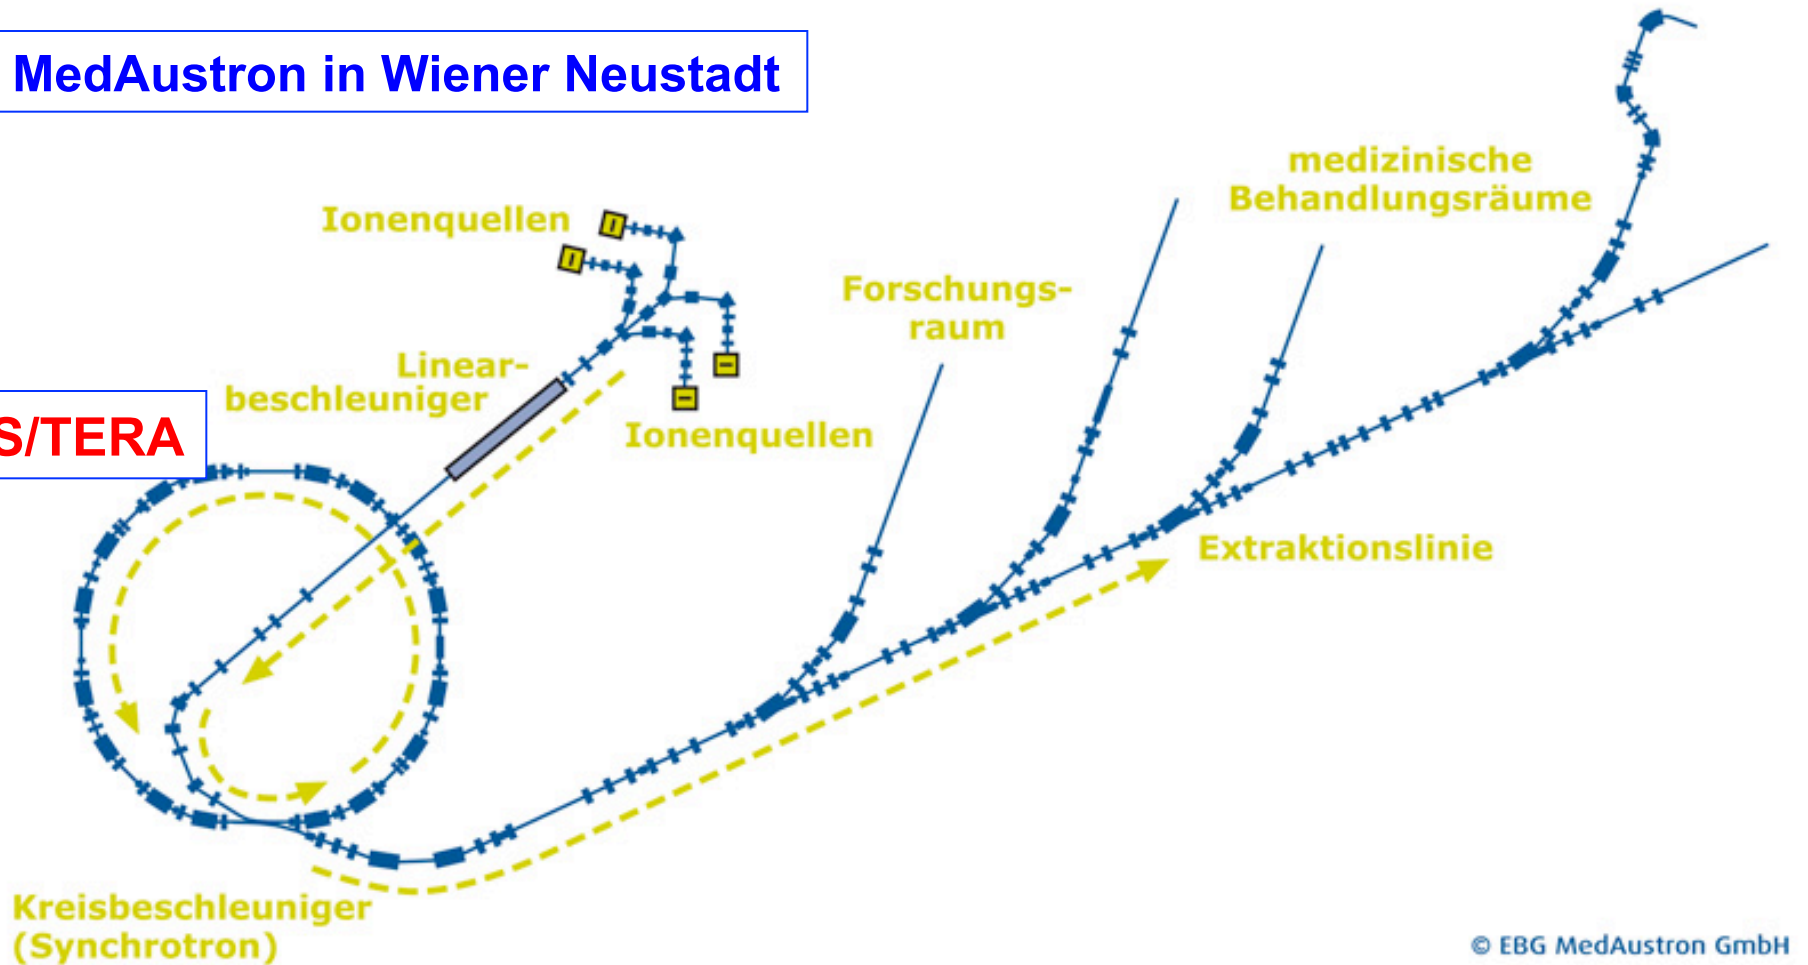 MedAustron in Wiener Neustadt
medizinische
Behandlungsräume
Ionenquellen
Forschungs-
raum
Linear-
beschleuniger
S/TERA
Ionenquellen
Extraktionslinie
Kreisbeschleuniger
(Synchrotron)
© EBG MedAustron GmbH